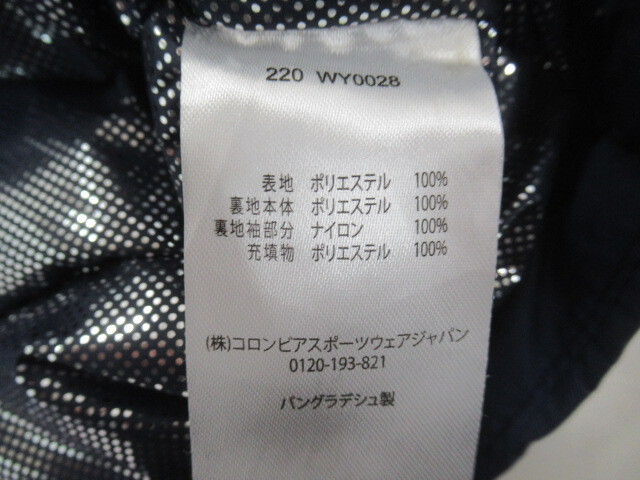 220 WY0028
表地 ポリエステル 100%
裏地本体 ポリエステル 100%
裏地袖部分 ナイロン 100%
充填物 ポリエステル 100%
(株)コロンビアスポーツウェアジャパン
0120-193-821
バングラデシュ製